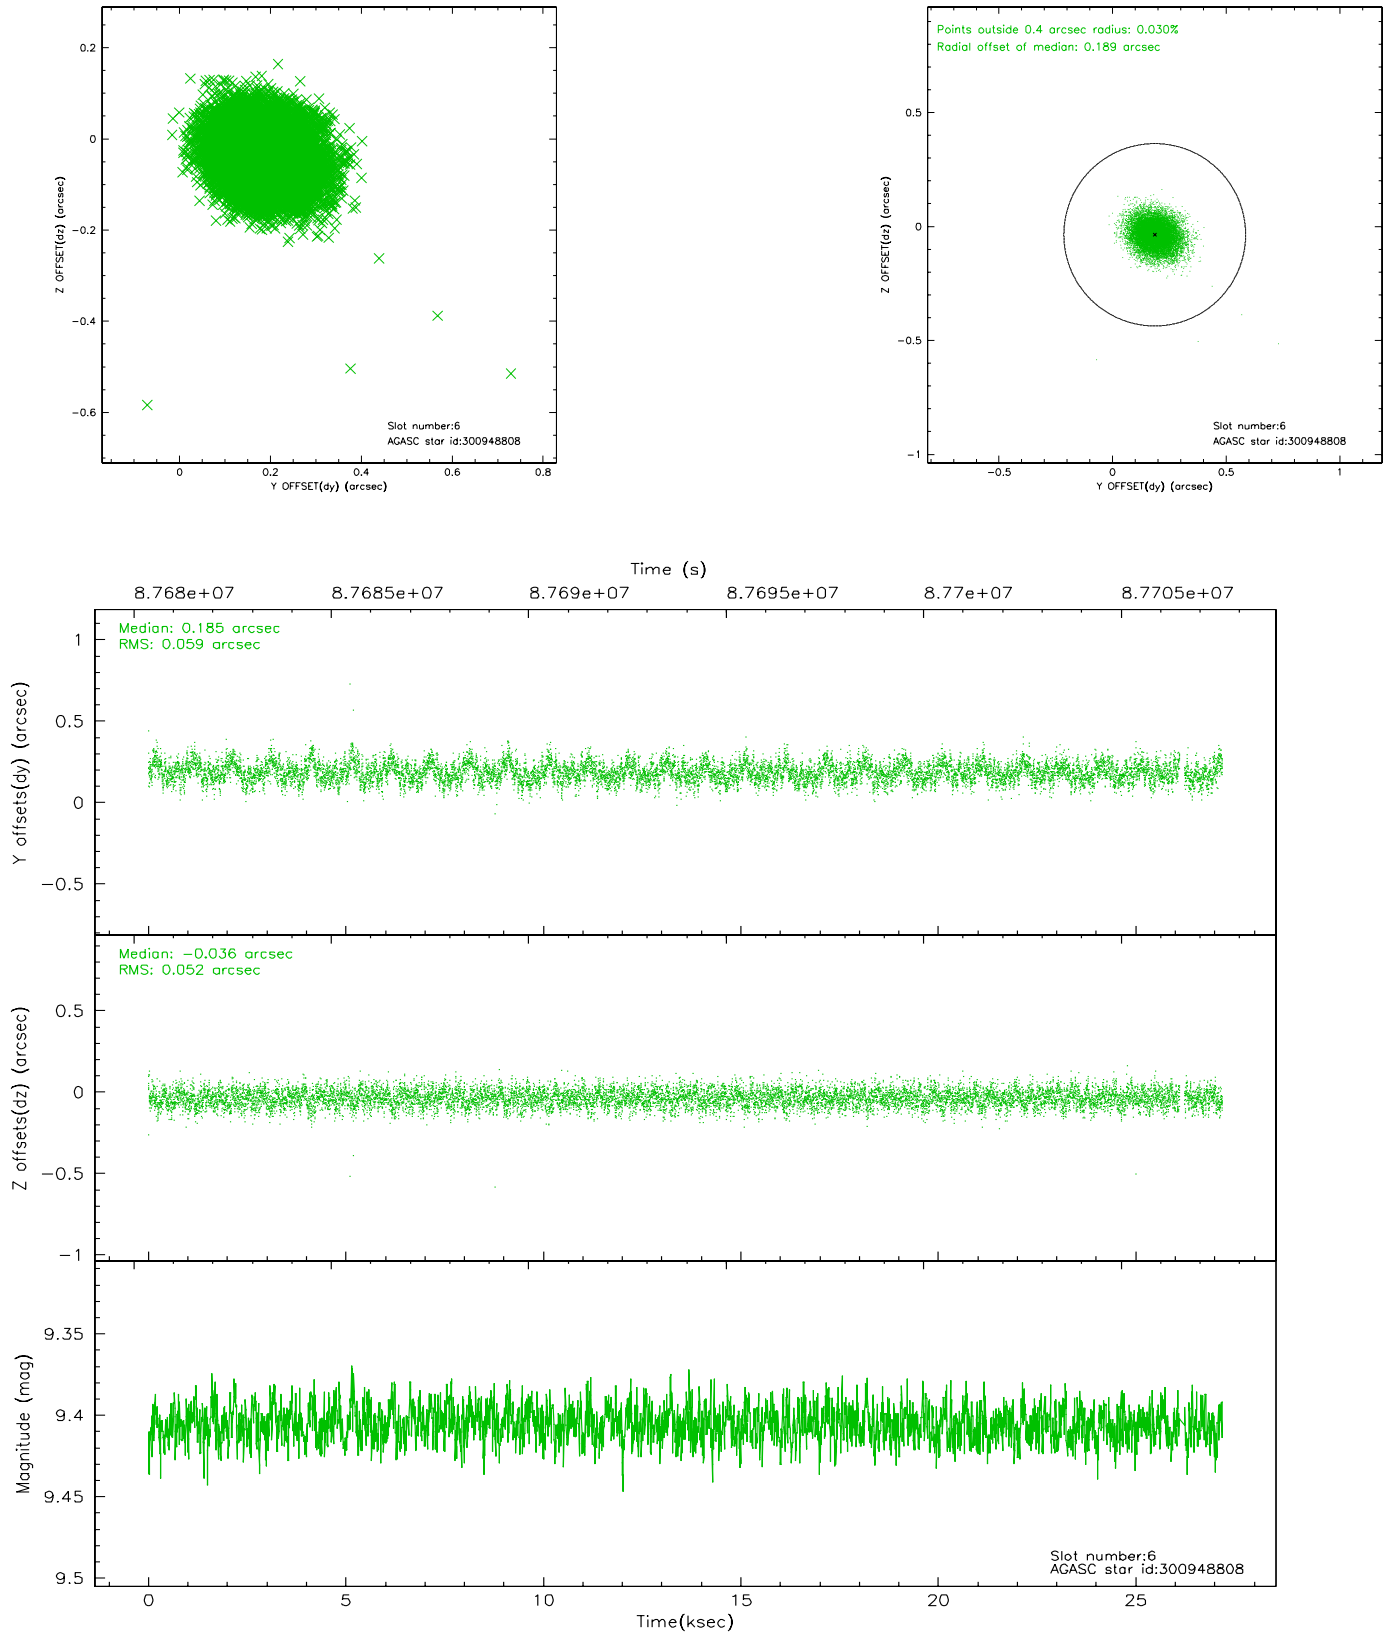 0.2
0
−0.2
−0.4
−0.6
Z OFFSET(dz) (arcsec)
Slot number:6
AGASC star id:300948808
0
0.2
0.4
0.6
0.8
Y OFFSET(dy) (arcsec)
Points outside 0.4 arcsec radius: 0.030%
Radial offset of median: 0.189 arcsec
0.5
0
−0.5
−1
Z OFFSET(dz) (arcsec)
Slot number:6
AGASC star id:300948808
−0.5
0
0.5
1
Y OFFSET(dy) (arcsec)
Time (s)
8.768e+07
8.7685e+07
8.769e+07
8.7695e+07
8.77e+07
8.7705e+07
Median: 0.185 arcsec
RMS: 0.059 arcsec
1
0.5
0
−0.5
Y offsets(dy) (arcsec)
Median: −0.036 arcsec
RMS: 0.052 arcsec
0.5
0
−0.5
−1
Z offsets(dz) (arcsec)
9.35
9.4
9.45
9.5
Magnitude (mag)
Slot number:6
AGASC star id:300948808
0
5
10
15
20
25
Time(ksec)